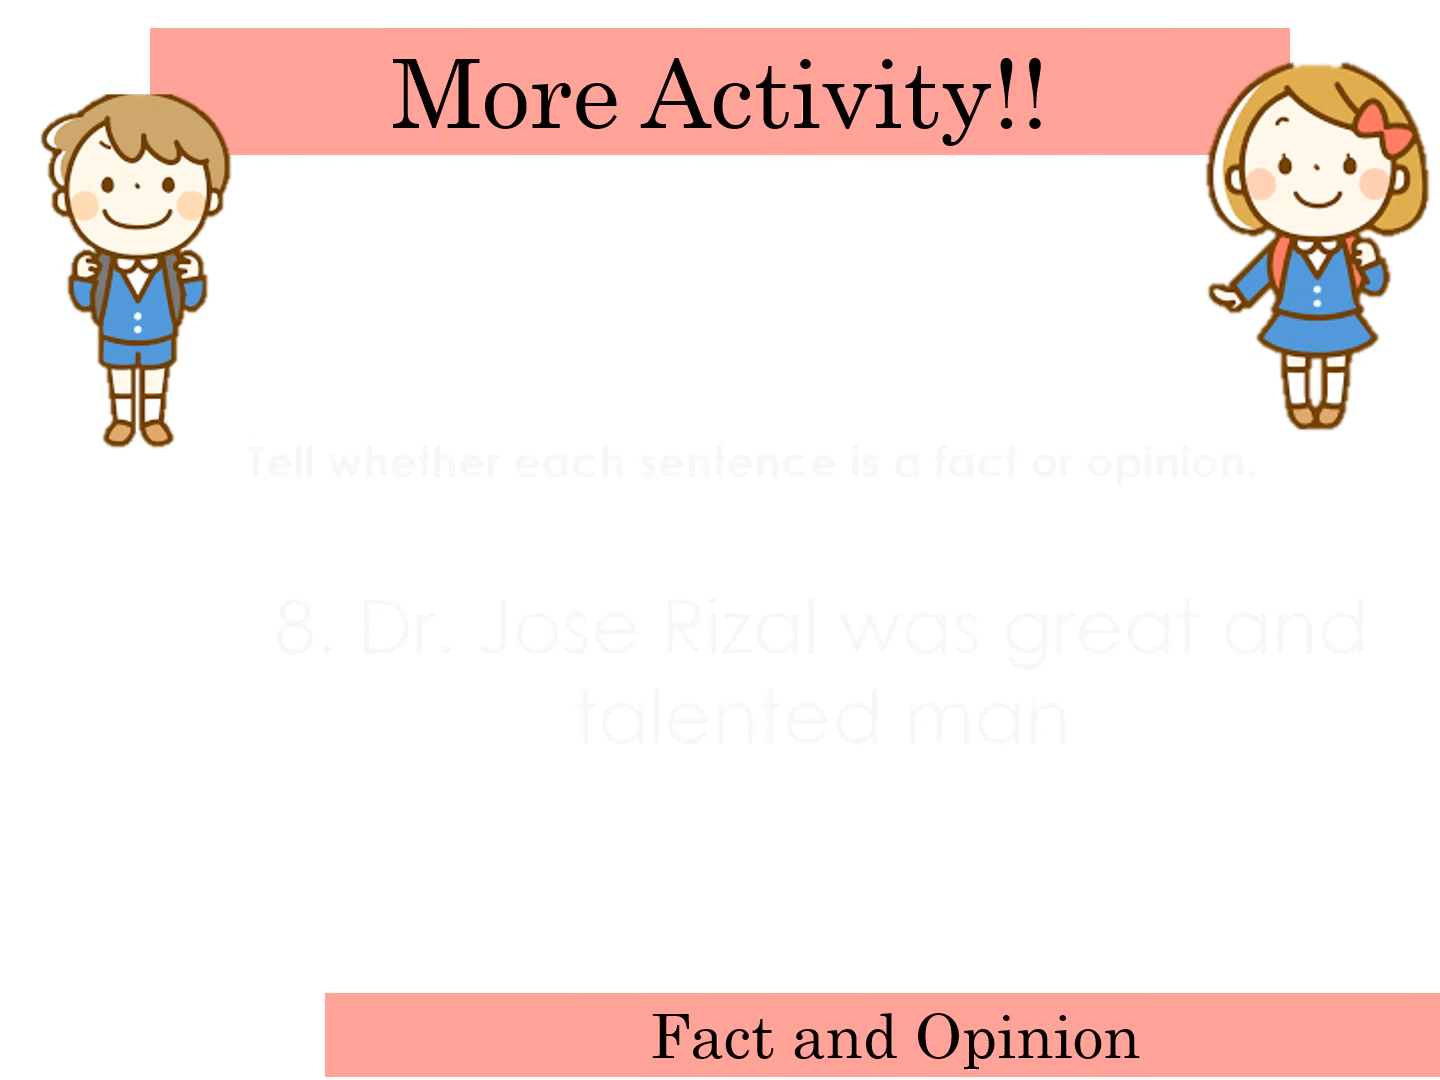 More Activity!!
Tell whether each sentence is a fact or opinion.
8. Dr. Jose Rizal was great and
talented man
Fact and Opinion